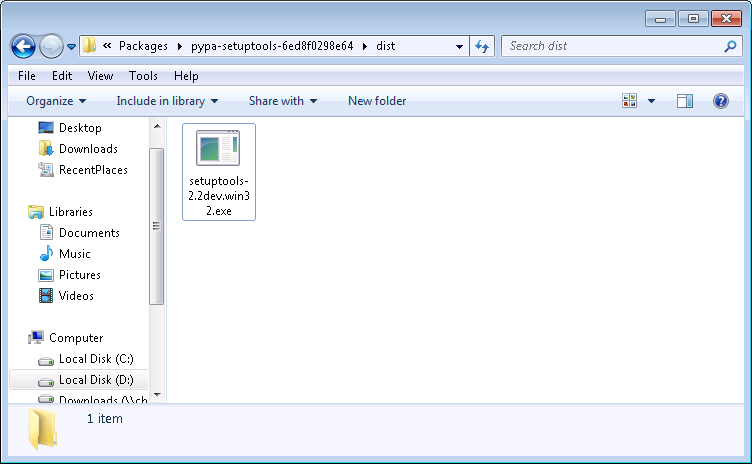 « Packages ▸ pypa-setuptools-6ed8f0298e64 ▸ dist
Search dist
File Edit View Tools Help
Organize Include in library Share with New folder
Desktop
Downloads
RecentPlaces
Libraries
Documents
Music
Pictures
Videos
Computer
Local Disk (C:)
Local Disk (D:)
Downloads (\\ch
setuptools-
2.2dev.win3
2.exe
1 item